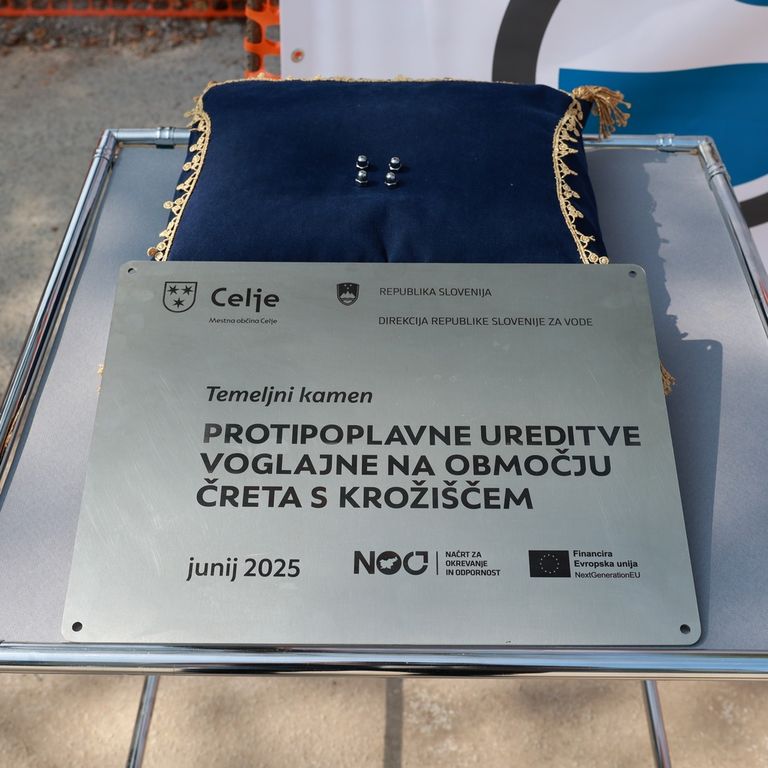 Celje
Mestna občina Celje
REPUBLIKA SLOVENIJA
DIREKCIJA REPUBLIKE SLOVENIJE ZA VODE
Temeljni kamen
PROTIPOPLAVNE UREDITVE
VOGLAJNE NA OBMOČJU
ČRETA S KROŽIŠČEM
junij 2025
NOO
NAČRT ZA
OKREVANJE
IN ODPORNOST
Financira
Evropska unija
NextGenerationEU